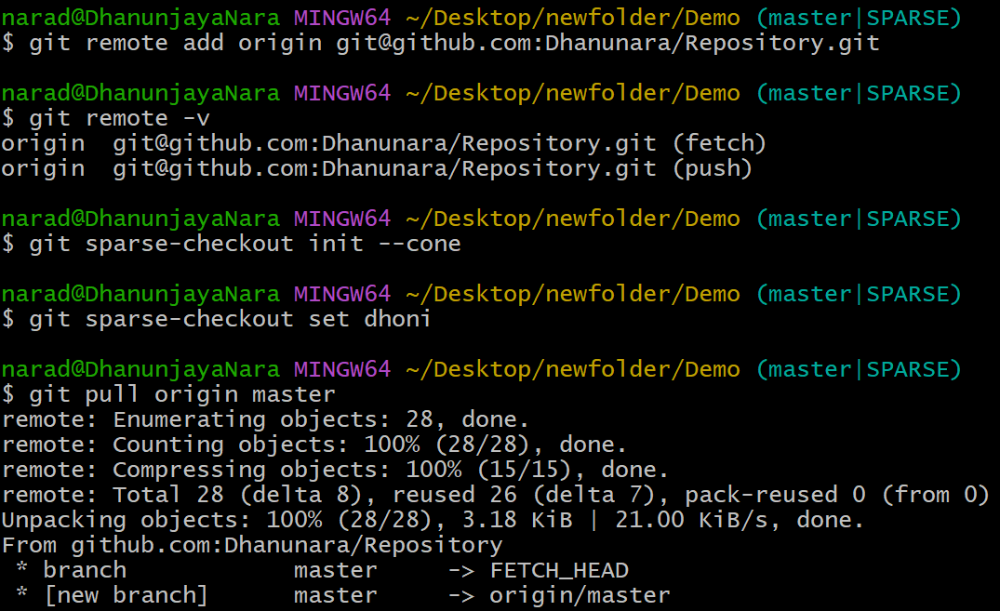 narad@DhanunjayaNara MINGW64 ~/Desktop/newfolder/Demo (master|SPARSE)
$ git remote add origin git@github.com:Dhanunara/Repository.git
narad@DhanunjayaNara MINGW64 ~/Desktop/newfolder/Demo (master|SPARSE)
$ git remote -v
origin  git@github.com:Dhanunara/Repository.git (fetch)
origin  git@github.com:Dhanunara/Repository.git (push)
narad@DhanunjayaNara MINGW64 ~/Desktop/newfolder/Demo (master|SPARSE)
$ git sparse-checkout init --cone
narad@DhanunjayaNara MINGW64 ~/Desktop/newfolder/Demo (master|SPARSE)
$ git sparse-checkout set dhoni
narad@DhanunjayaNara MINGW64 ~/Desktop/newfolder/Demo (master|SPARSE)
$ git pull origin master
remote: Enumerating objects: 28, done.
remote: Counting objects: 100% (28/28), done.
remote: Compressing objects: 100% (15/15), done.
remote: Total 28 (delta 8), reused 26 (delta 7), pack-reused 0 (from 0)
Unpacking objects: 100% (28/28), 3.18 KiB | 21.00 KiB/s, done.
From github.com:Dhanunara/Repository
 * branch            master     -> FETCH_HEAD
 * [new branch]      master     -> origin/master